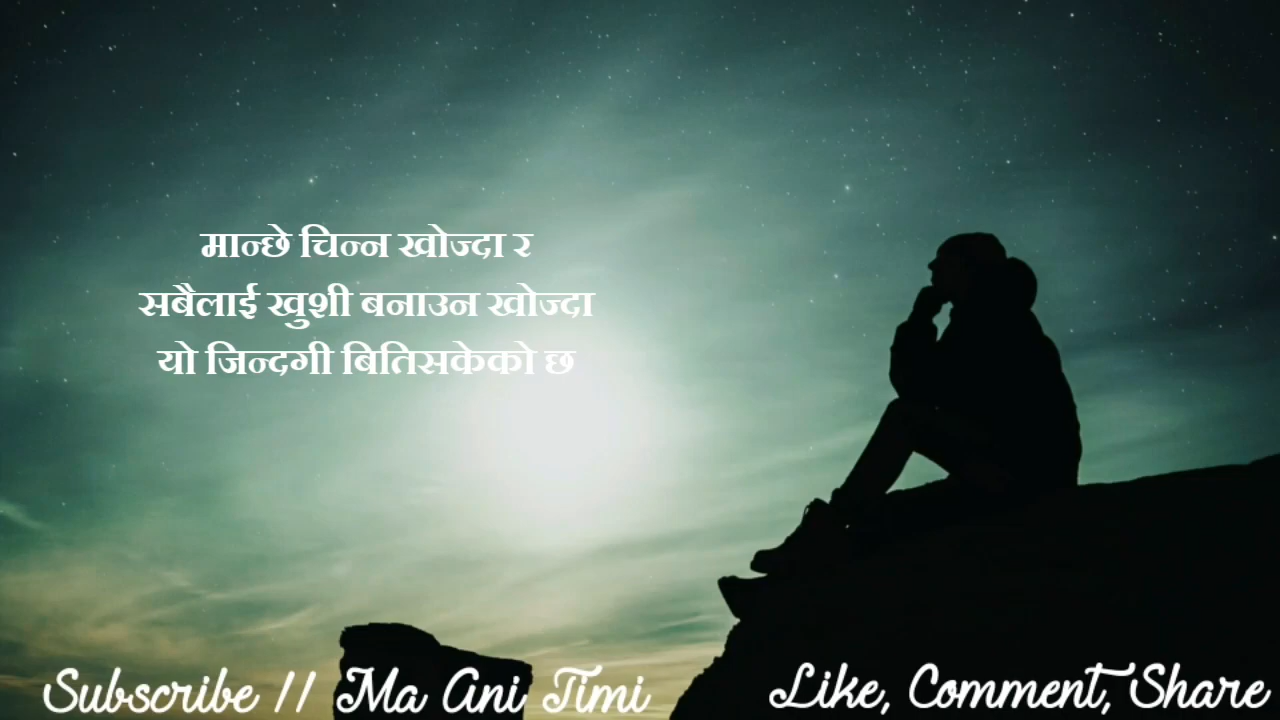 मान्छे चिन्न खोज्दा र
सबैलाई खुशी बनाउन खोज्दा
यो जिन्दगी बितिसकेको छ
Subscribe // Ma Ani Timi
Like, Comment, Share